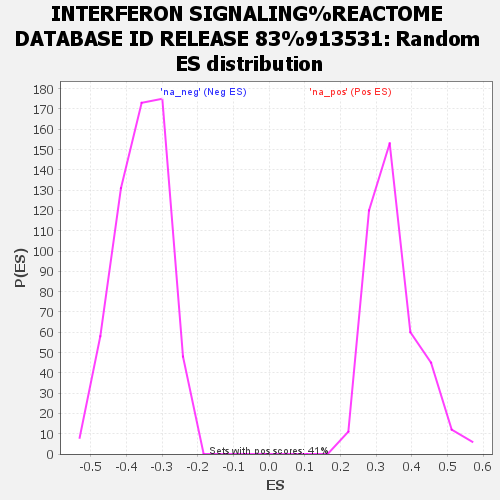 INTERFERON SIGNALING%REACTOME
DATABASE ID RELEASE 83%913531: Random
ES distribution
'na_neg' (Neg ES)
'na_pos' (Pos ES)
180
170
160
150
140
130
120
110
100
90
80
70
60
50
40
30
20
10
0
P(ES)
Sets with pos scores: 41%
-0.5 -0.4 -0.3 -0.2 -0.1 0.0 0.1 0.2 0.3 0.4 0.5 0.6
ES